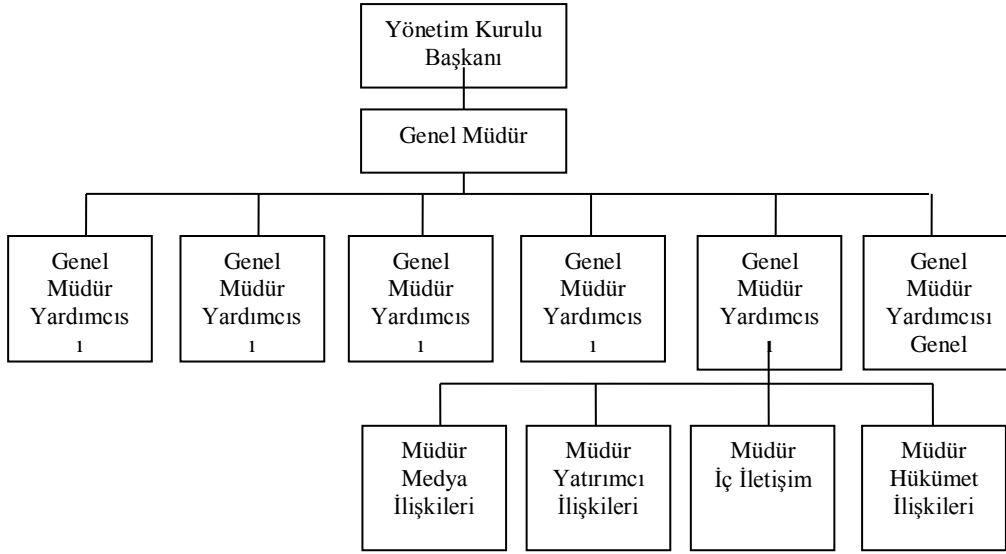 Yönetim Kurulu
Başkanı
Genel Müdür
Genel
Müdür
Yardımcıs
ı
Genel
Müdür
Yardımcıs
ı
Genel
Müdür
Yardımcıs
ı
Genel
Müdür
Yardımcıs
ı
Genel
Müdür
Yardımcıs
ı
Genel
Müdür
Yardımcısı
Genel
Müdür
Medya
İlişkileri
Müdür
Yatırımcı
İlişkileri
Müdür
İç İletişim
Müdür
Hükümet
İlişkileri